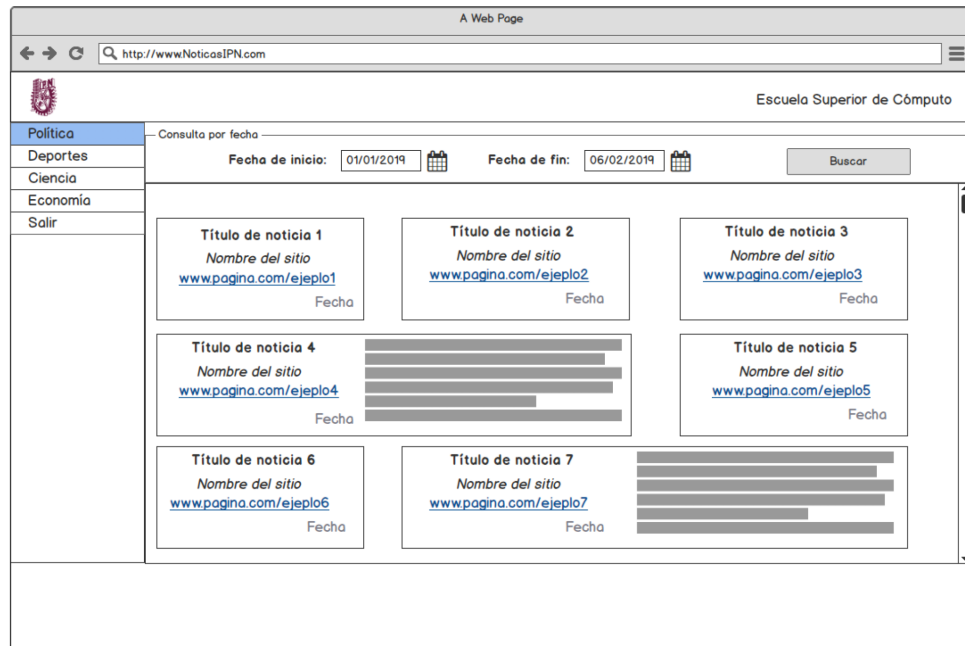 A Web Page
http://www.NoticasIPN.com
IPN
Escuela Superior de Cómputo
Política
Deportes
Ciencia
Economía
Salir
Consulta por fecha
Fecha de inicio: 01/01/2019 Fecha de fin: 06/02/2019 Buscar
Título de noticia 1
Nombre del sitio
www.pagina.com/ejeplo1
Fecha
Título de noticia 2
Nombre del sitio
www.pagina.com/ejeplo2
Fecha
Título de noticia 3
Nombre del sitio
www.pagina.com/ejeplo3
Fecha
Título de noticia 4
Nombre del sitio
www.pagina.com/ejeplo4
Fecha
Título de noticia 5
Nombre del sitio
www.pagina.com/ejeplo5
Fecha
Título de noticia 6
Nombre del sitio
www.pagina.com/ejeplo6
Fecha
Título de noticia 7
Nombre del sitio
www.pagina.com/ejeplo7
Fecha